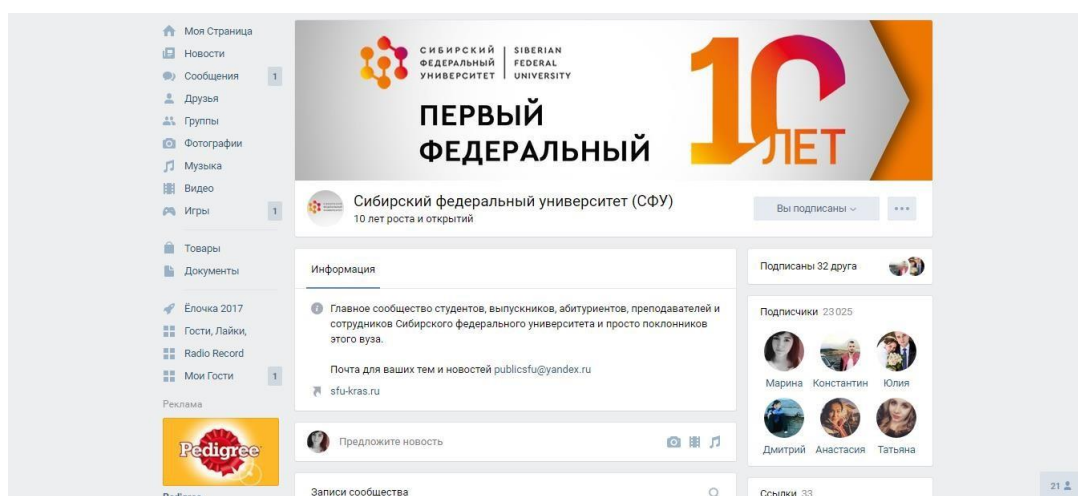 Моя Страница
Новости
Сообщения 1
Друзья
Группы
Фотографии
Музыка
Видео
Игры 1
Товары
Документы
Ёлочка 2017
Гости, Лайки,
Radio Record
Мои Гости 1
Реклама
Pedigree
СИБИРСКИЙ
ФЕДЕРАЛЬНЫЙ
УНИВЕРСИТЕТ
SIBERIAN
FEDERAL
UNIVERSITY
ПЕРВЫЙ
ФЕДЕРАЛЬНЫЙ
10
ЛЕТ
Сибирский федеральный университет (СФУ)
10 лет роста и открытий
Вы подписаны
Информация
Главное сообщество студентов, выпускников, абитуриентов, преподавателей и
сотрудников Сибирского федерального университета и просто поклонников
этого вуза.
Почта для ваших тем и новостей publicsfu@yandex.ru
sfu-kras.ru
Предложите новость
Записи сообщества
Подписаны 32 друга
Подписчики 23 025
Марина Константин Юлия
Дмитрий Анастасия Татьяна
Ссылки 33
21